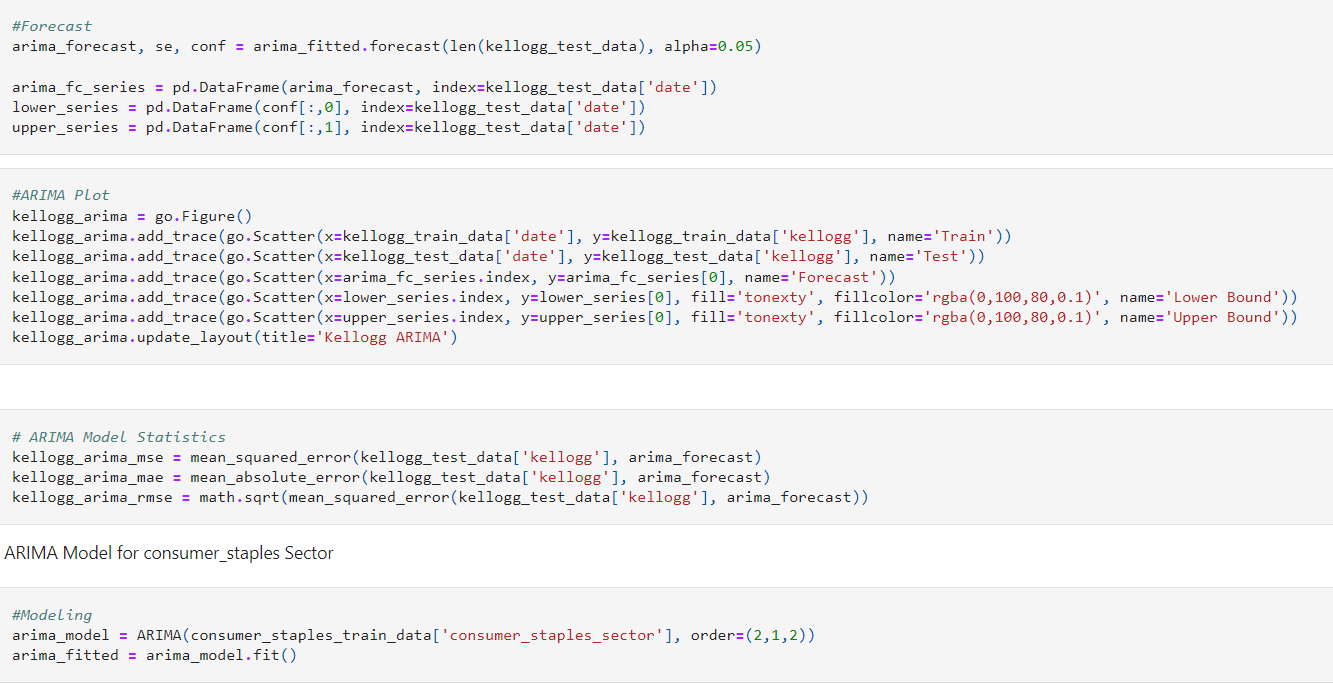 #Forecast
arima_forecast, se, conf = arima_fitted.forecast(len(kellogg_test_data), alpha=0.05)
arima_fc_series = pd.DataFrame(arima_forecast, index=kellogg_test_data['date'])
lower_series = pd.DataFrame(conf[:,0], index=kellogg_test_data['date'])
upper_series = pd.DataFrame(conf[:,1], index=kellogg_test_data['date'])
#ARIMA Plot
kellogg_arima = go.Figure()
kellogg_arima.add_trace(go.Scatter(x=kellogg_train_data['date'], y=kellogg_train_data['kellogg'], name='Train'))
kellogg_arima.add_trace(go.Scatter(x=kellogg_test_data['date'], y=kellogg_test_data['kellogg'], name='Test'))
kellogg_arima.add_trace(go.Scatter(x=arima_fc_series.index, y=arima_fc_series[0], name='Forecast'))
kellogg_arima.add_trace(go.Scatter(x=lower_series.index, y=lower_series[0], fill='tonexty', fillcolor='rgba(0,100,80,0.1)', name='Lower Bound'))
kellogg_arima.add_trace(go.Scatter(x=upper_series.index, y=upper_series[0], fill='tonexty', fillcolor='rgba(0,100,80,0.1)', name='Upper Bound'))
kellogg_arima.update_layout(title='Kellogg ARIMA')
# ARIMA Model Statistics
kellogg_arima_mse = mean_squared_error(kellogg_test_data['kellogg'], arima_forecast)
kellogg_arima_mae = mean_absolute_error(kellogg_test_data['kellogg'], arima_forecast)
kellogg_arima_rmse = math.sqrt(mean_squared_error(kellogg_test_data['kellogg'], arima_forecast))
ARIMA Model for consumer_staples Sector
#Modeling
arima_model = ARIMA(consumer_staples_train_data['consumer_staples_sector'], order=(2,1,2))
arima_fitted = arima_model.fit()